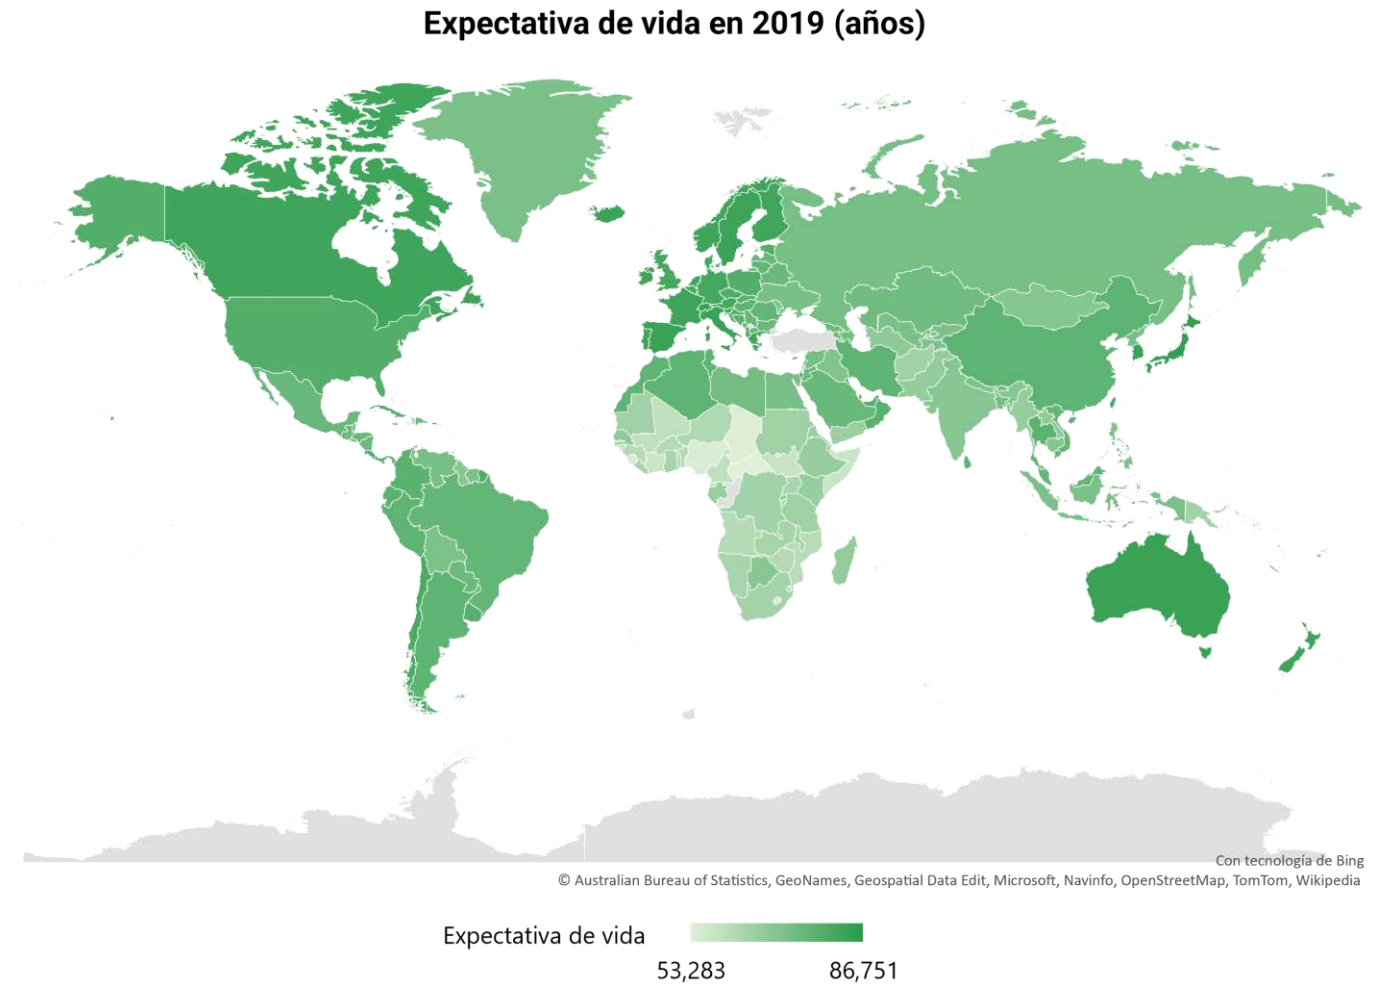 Expectativa de vida en 2019 (años)
Con tecnología de Bing
© Australian Bureau of Statistics, GeoNames, Geospatial Data Edit, Microsoft, Navinfo, OpenStreetMap, TomTom, Wikipedia
Expectativa de vida
53,283 86,751